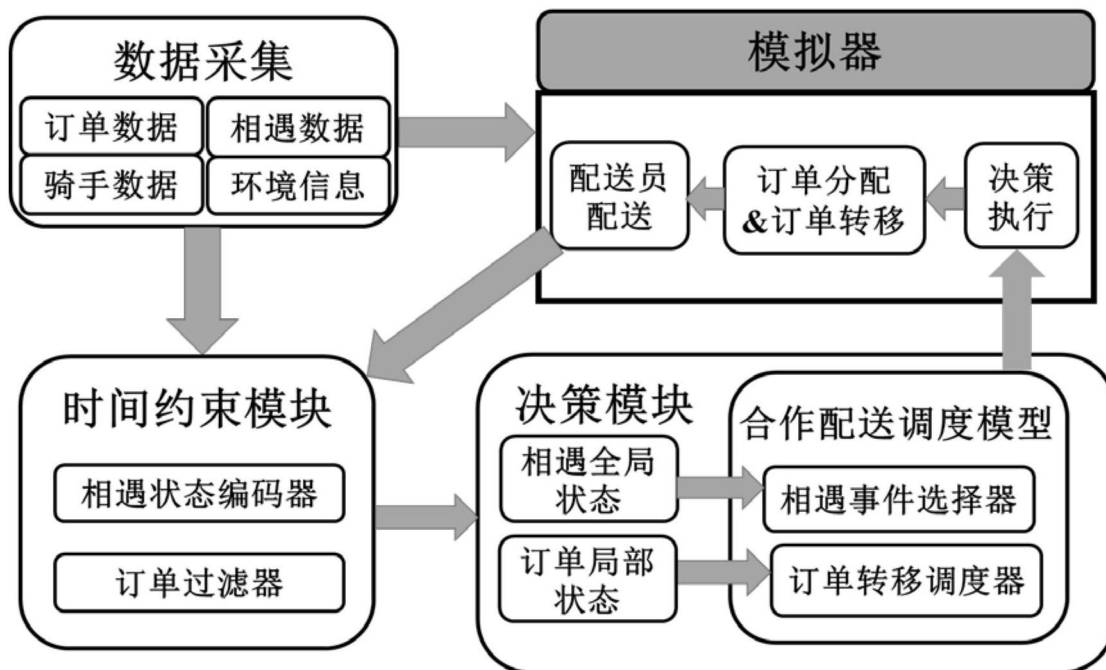 数据采集
订单数据
相遇数据
骑手数据
环境信息
模拟器
配送员
配送
订单分配
&订单转移
决策
执行
时间约束模块
相遇状态编码器
订单过滤器
决策模块
相遇全局
状态
订单局部
状态
合作配送调度模型
相遇事件选择器
订单转移调度器